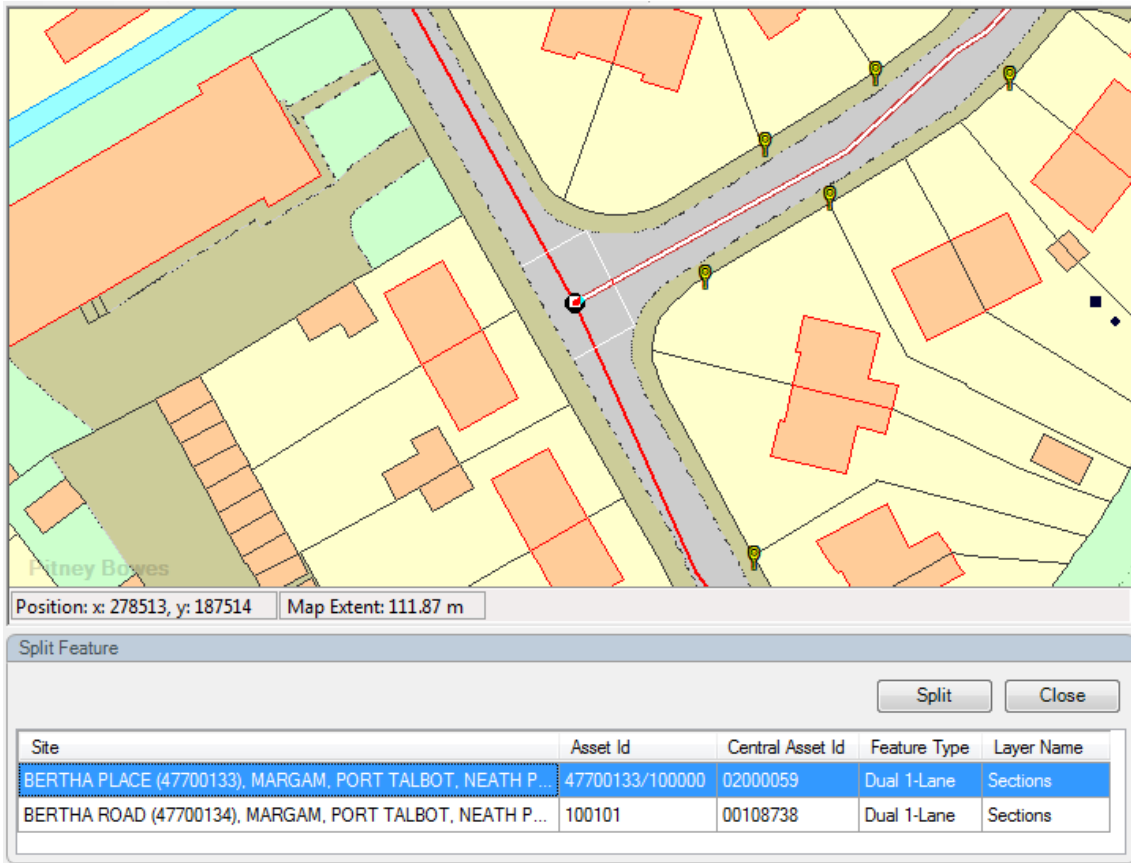 Pitney Bowes
Position: x: 278513, y: 187514 Map Extent: 111.87 m
Split Feature
Split Close
Site Asset Id Central Asset Id Feature Type Layer Name
BERTHA PLACE (47700133), MARGAM, PORT TALBOT, NEATH P... 47700133/100000 02000059 Dual 1-Lane Sections
BERTHA ROAD (47700134), MARGAM, PORT TALBOT, NEATH P... 100101 00108738 Dual 1-Lane Sections